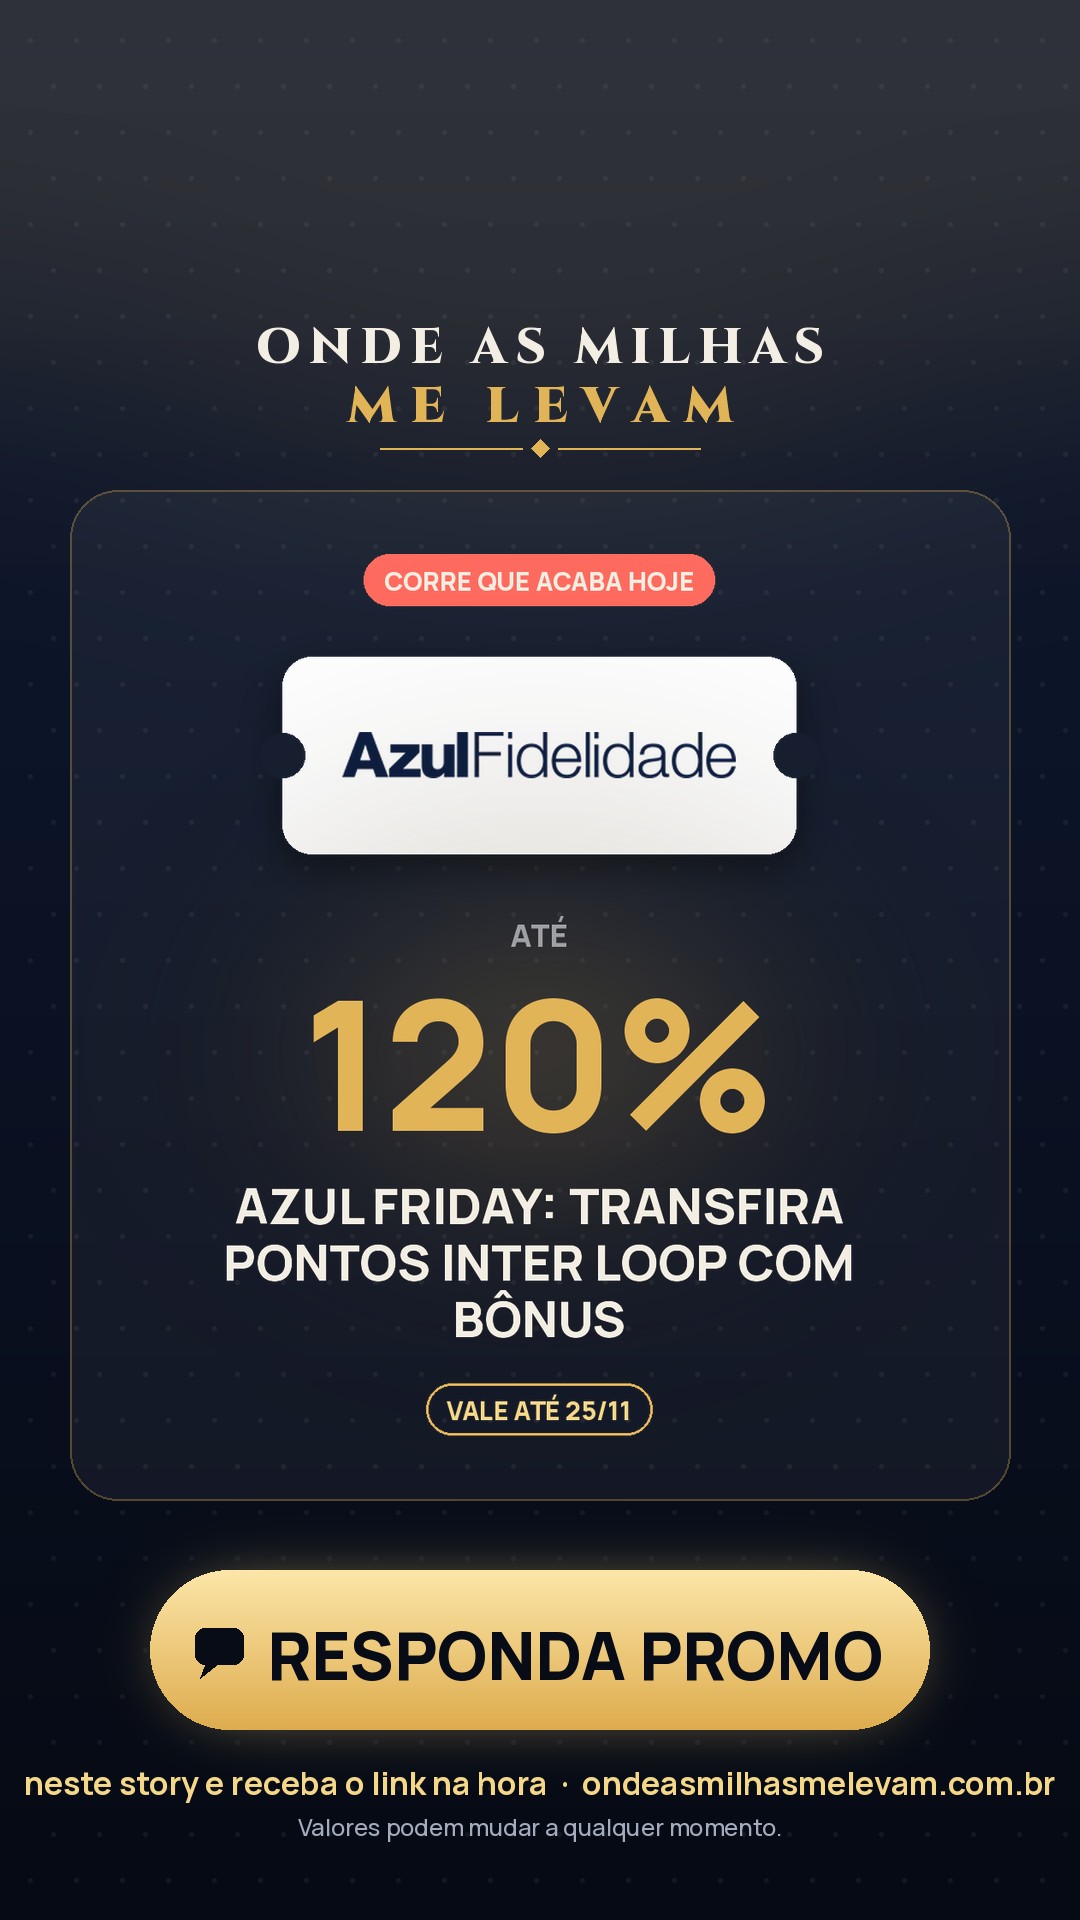 ONDE AS MILHAS
ME LEVAM
CORRE QUE ACABA HOJE
AzulFidelidade
ATÉ
120%
AZUL FRIDAY: TRANSFIRA
PONTOS INTER LOOP COM
BÔNUS
VALE ATÉ 25/11
RESPONDA PROMO
neste story e receba o link na hora · ondeasmilhasmelevam.com.br
Valores podem mudar a qualquer momento.